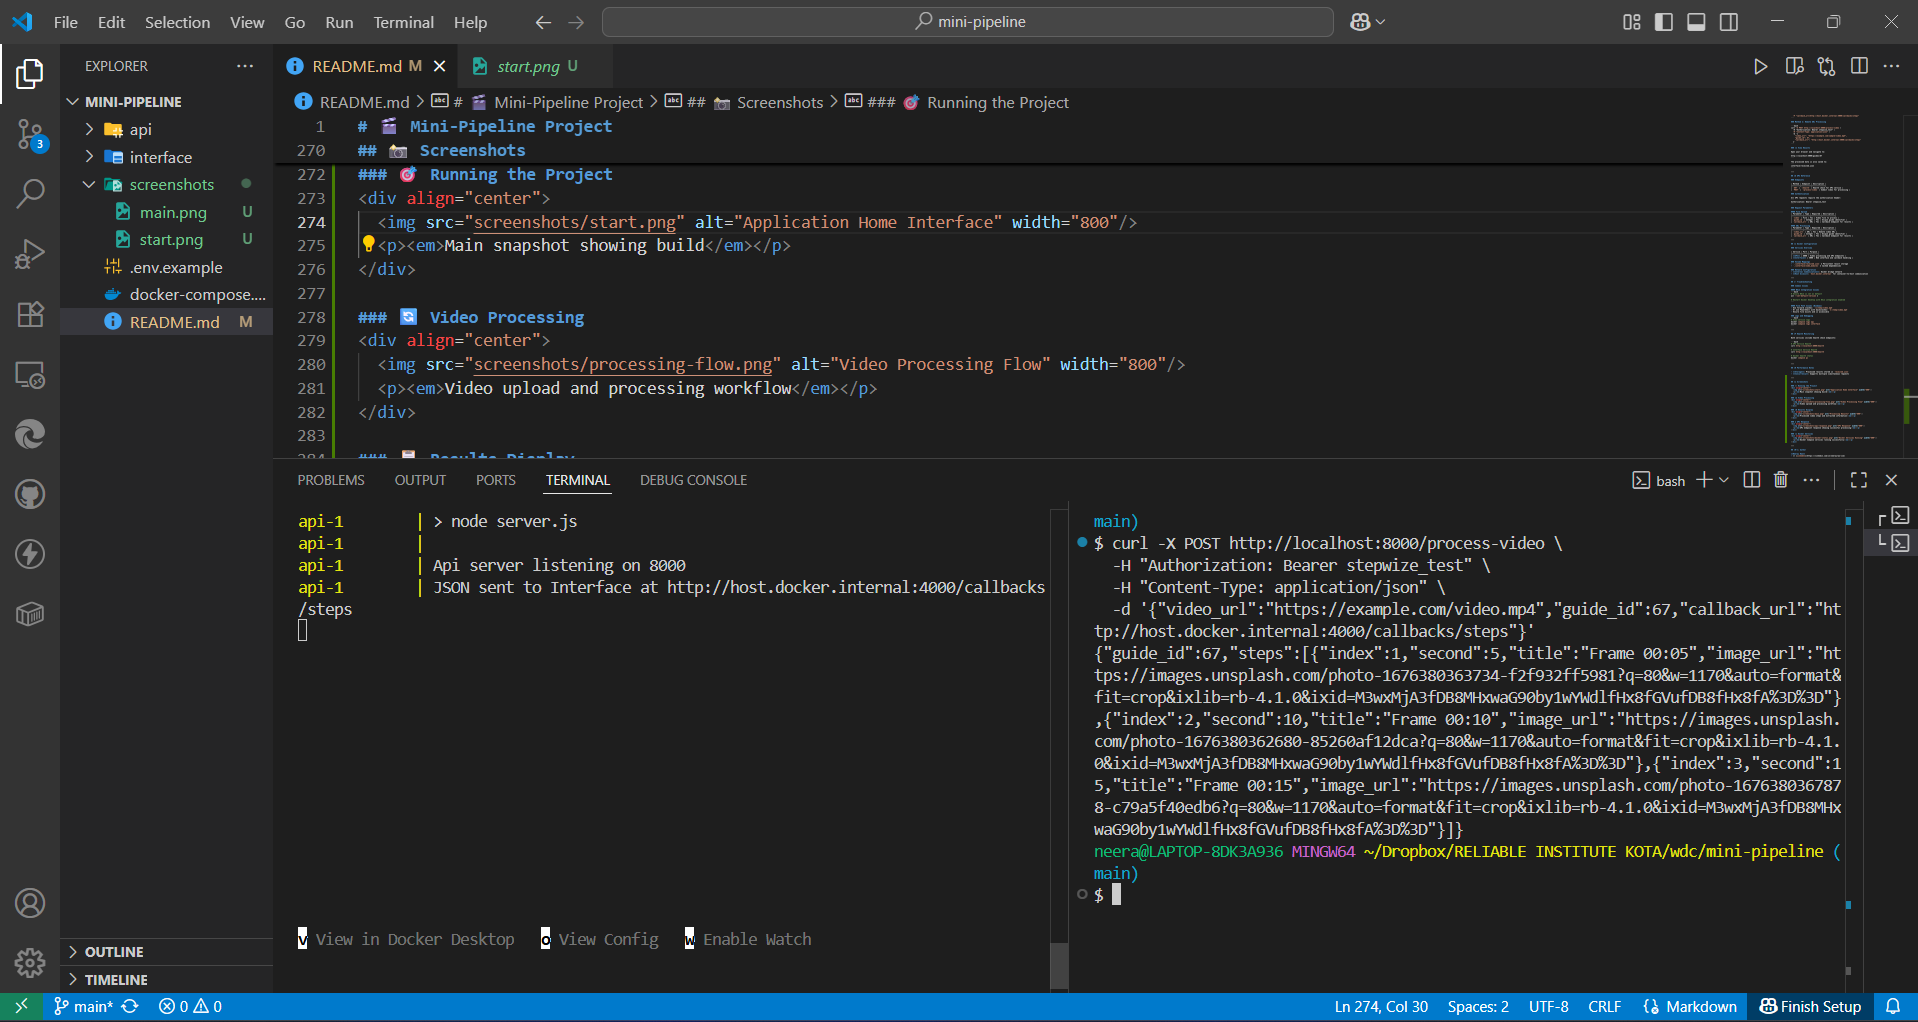 File Edit Selection View Go Run Terminal Help
mini-pipeline
EXPLORER
MINI-PIPELINE
api
interface
screenshots
main.png U
start.png U
.env.example
docker-compose....
README.md M
OUTLINE
TIMELINE
README.md M
start.png U
README.md > # 🎬 Mini-Pipeline Project > ## 📷 Screenshots > ### 🎯 Running the Project
1 # 🎬 Mini-Pipeline Project
270 ## 📷 Screenshots
272 ### 🎯 Running the Project
273 <div align="center">
274 <img src="screenshots/start.png" alt="Application Home Interface" width="800"/>
275 <p><em>Main snapshot showing build</em></p>
276 </div>
277
278 ### 🔄 Video Processing
279 <div align="center">
280 <img src="screenshots/processing-flow.png" alt="Video Processing Flow" width="800"/>
281 <p><em>Video upload and processing workflow</em></p>
282 </div>
283
284 ### 📋 Results Display
PROBLEMS OUTPUT PORTS TERMINAL DEBUG CONSOLE
bash
api-1 | > node server.js
api-1 |
api-1 | Api server listening on 8000
api-1 | JSON sent to Interface at http://host.docker.internal:4000/callbacks
/steps
v View in Docker Desktop o View Config w Enable Watch
main)
$ curl -X POST http://localhost:8000/process-video \
-H "Authorization: Bearer stepwize_test" \
-H "Content-Type: application/json" \
-d '{"video_url":"https://example.com/video.mp4","guide_id":67,"callback_url":"ht
tp://host.docker.internal:4000/callbacks/steps"}'
{"guide_id":67,"steps":[{"index":1,"second":5,"title":"Frame 00:05","image_url":"ht
tps://images.unsplash.com/photo-1676380363734-f2f932ff5981?q=80&w=1170&auto=format&
fit=crop&ixlib=rb-4.1.0&ixid=M3wxMjA3fDB8MHxwaG90by1wYWdlfHx8fGVufDB8fHx8fA%3D%3D"}
,{"index":2,"second":10,"title":"Frame 00:10","image_url":"https://images.unsplash.
com/photo-1676380362680-85260af12dca?q=80&w=1170&auto=format&fit=crop&ixlib=rb-4.1.
0&ixid=M3wxMjA3fDB8MHxwaG90by1wYWdlfHx8fGVufDB8fHx8fA%3D%3D"},{"index":3,"second":1
5,"title":"Frame 00:15","image_url":"https://images.unsplash.com/photo-167638036787
8-c79a5f40edb6?q=80&w=1170&auto=format&fit=crop&ixlib=rb-4.1.0&ixid=M3wxMjA3fDB8MHx
waG90by1wYWdlfHx8fGVufDB8fHx8fA%3D%3D"}]}
neera@LAPTOP-8DK3A936 MINGW64 ~/Dropbox/RELIABLE INSTITUTE KOTA/wdc/mini-pipeline (
main)
$
3
main* 0 0
Ln 274, Col 30 Spaces: 2 UTF-8 CRLF Markdown Finish Setup